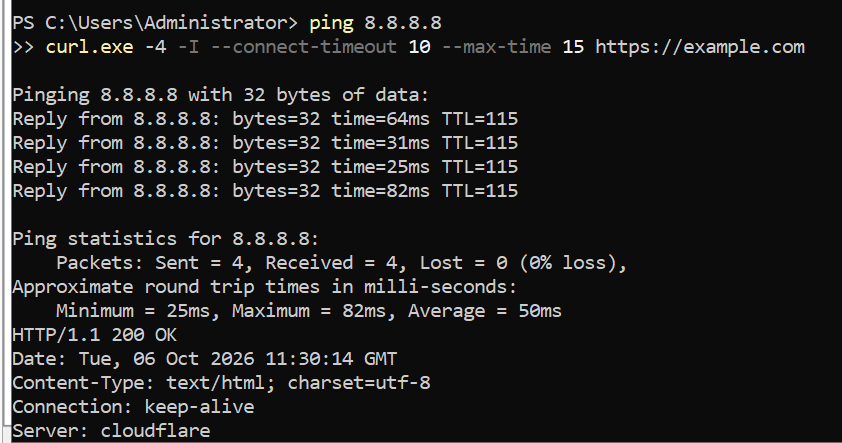 PS C:\Users\Administrator> ping 8.8.8.8
>> curl.exe -4 -I --connect-timeout 10 --max-time 15 https://example.com
Pinging 8.8.8.8 with 32 bytes of data:
Reply from 8.8.8.8: bytes=32 time=64ms TTL=115
Reply from 8.8.8.8: bytes=32 time=31ms TTL=115
Reply from 8.8.8.8: bytes=32 time=25ms TTL=115
Reply from 8.8.8.8: bytes=32 time=82ms TTL=115
Ping statistics for 8.8.8.8:
    Packets: Sent = 4, Received = 4, Lost = 0 (0% loss),
Approximate round trip times in milli-seconds:
    Minimum = 25ms, Maximum = 82ms, Average = 50ms
HTTP/1.1 200 OK
Date: Tue, 06 Oct 2026 11:30:14 GMT
Content-Type: text/html; charset=utf-8
Connection: keep-alive
Server: cloudflare